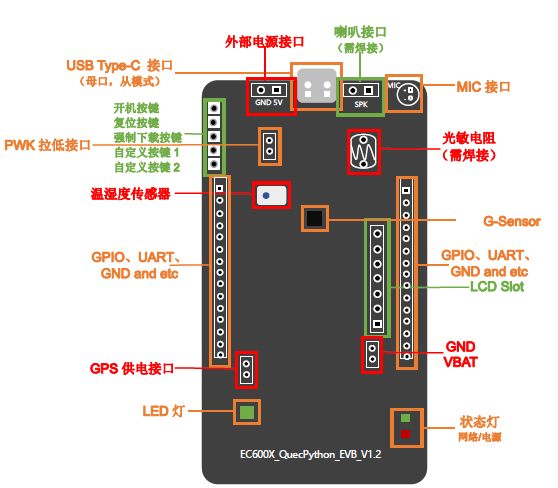 喇叭接口
（需焊接）
外部电源接口
USB Type-C 接口
（母口，从模式）
MIC
MIC 接口
GND 5V
SPK
开机按键
复位按键
强制下载按键
自定义按键 1
自定义按键 2
PWK 拉低接口
光敏电阻
（需焊接）
温湿度传感器
G-Sensor
GPIO、UART、
GND and etc
GPIO、UART、
GND and etc
LCD Slot
GND
VBAT
GPS 供电接口
LED 灯
状态灯
网络/电源
EC600X_QuecPython_EVB_V1.2